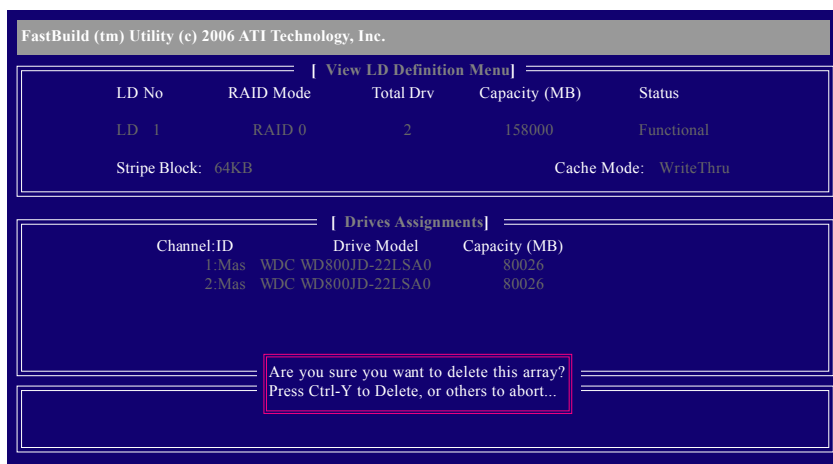 FastBuild (tm) Utility (c) 2006 ATI Technology, Inc.
[ View LD Definition Menu]
LD No RAID Mode Total Drv Capacity (MB) Status
LD 1 RAID 0 2 158000 Functional
Stripe Block: 64KB Cache Mode: WriteThru
[ Drives Assignments]
Channel:ID Drive Model Capacity (MB)
1:Mas WDC WD800JD-22LSA0 80026
2:Mas WDC WD800JD-22LSA0 80026
Are you sure you want to delete this array?
Press Ctrl-Y to Delete, or others to abort...